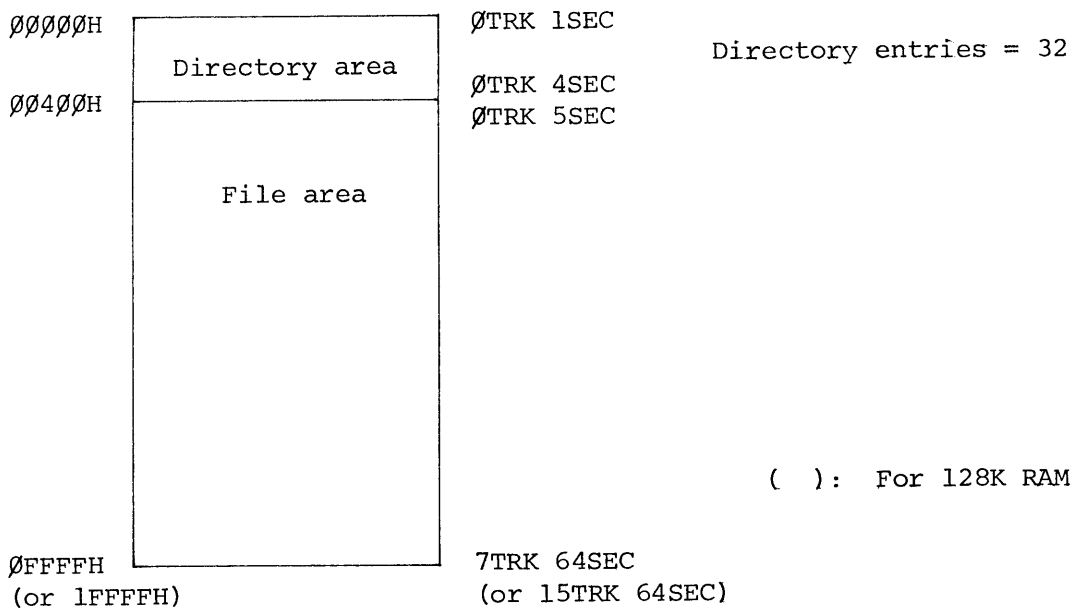 ØØØØØH ØTRK 1SEC
Directory entries = 32
Directory area
ØTRK 4SEC
ØØ4ØØH ØTRK 5SEC
File area
( ): For 128K RAM
ØFFFFH 7TRK 64SEC
(or 1FFFFH) (or 15TRK 64SEC)